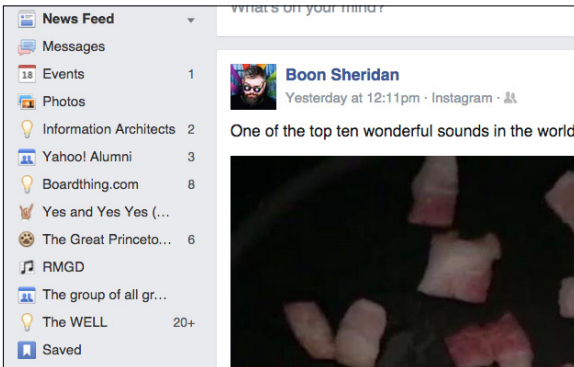 News Feed
Messages
18 Events 1
Photos
Information Architects 2
Yahoo! Alumni 3
Boardthing.com 8
Yes and Yes Yes (...
The Great Princeto... 6
RMGD
The group of all gr...
The WELL 20+
Saved
What's on your mind?
Boon Sheridan
Yesterday at 12:11pm · Instagram ·
One of the top ten wonderful sounds in the world